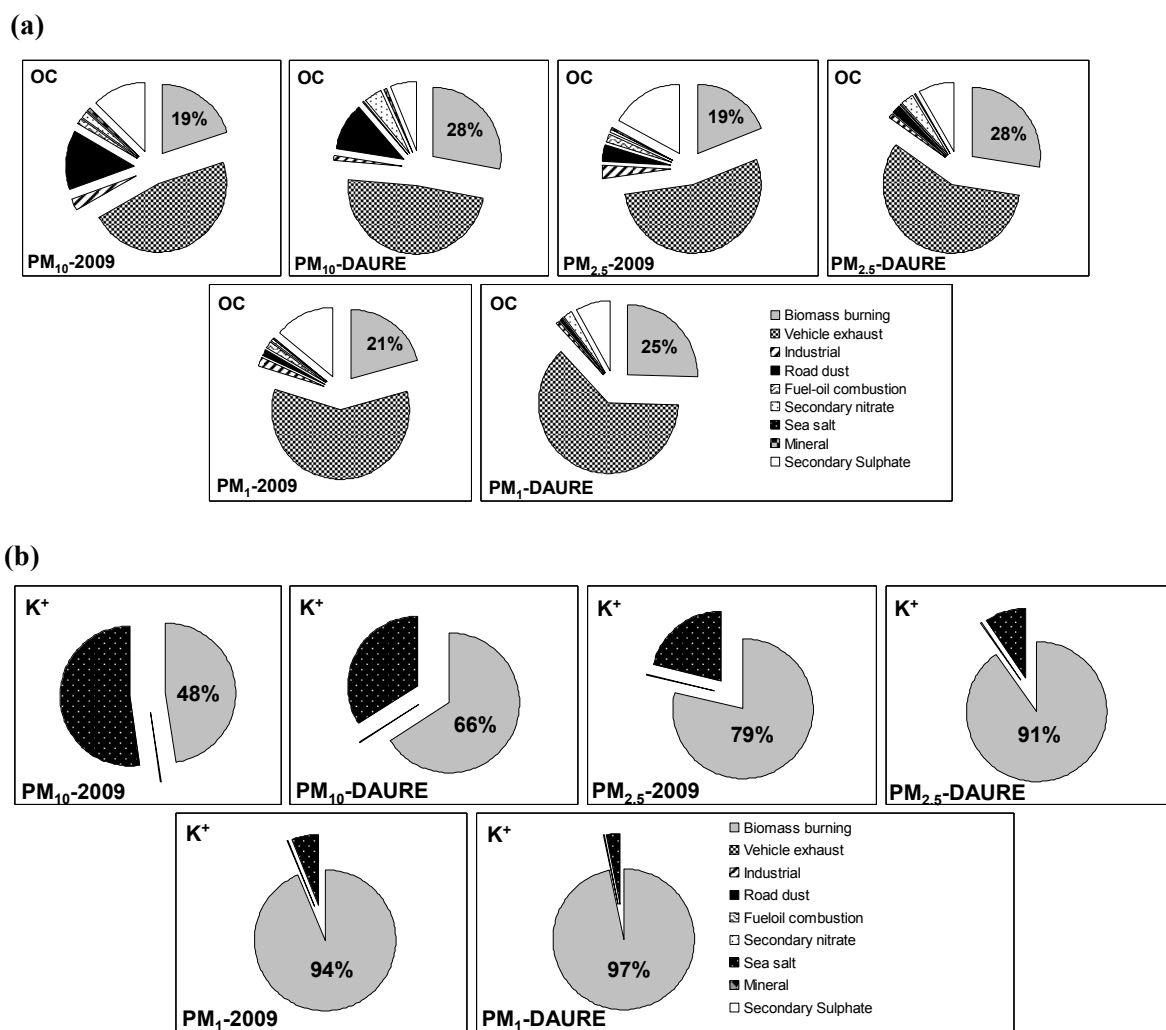 (a)
OC
19%
PM10-2009
OC
28%
PM10-DAURE
OC
19%
PM2.5-2009
OC
28%
PM2.5-DAURE
OC
21%
PM1-2009
OC
25%
PM1-DAURE
Biomass burning
Vehicle exhaust
Industrial
Road dust
Fuel-oil combustion
Secondary nitrate
Sea salt
Mineral
Secondary Sulphate
(b)
K+
48%
PM10-2009
K+
66%
PM10-DAURE
K+
79%
PM2.5-2009
K+
91%
PM2.5-DAURE
K+
94%
PM1-2009
K+
97%
PM1-DAURE
Biomass burning
Vehicle exhaust
Industrial
Road dust
Fueloil combustion
Secondary nitrate
Sea salt
Mineral
Secondary Sulphate